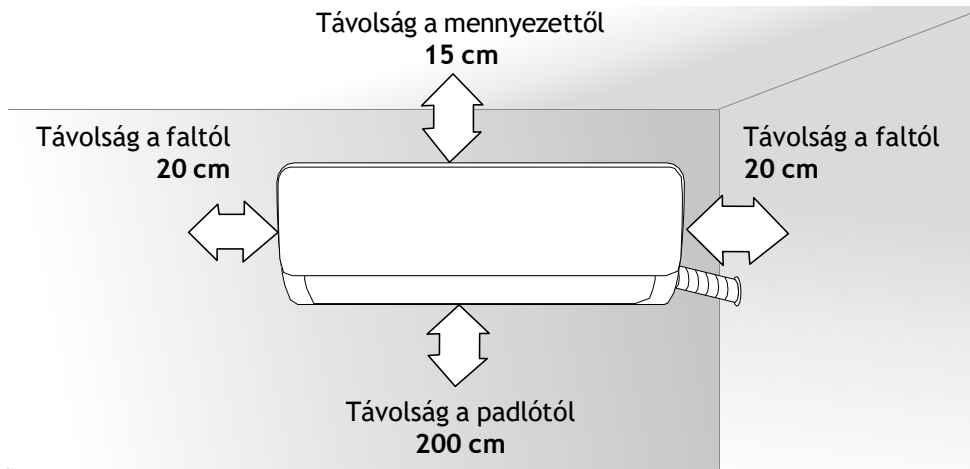 Távolság a mennyezettől
15 cm
Távolság a faltól
20 cm
Távolság a faltól
20 cm
Távolság a padlótól
200 cm